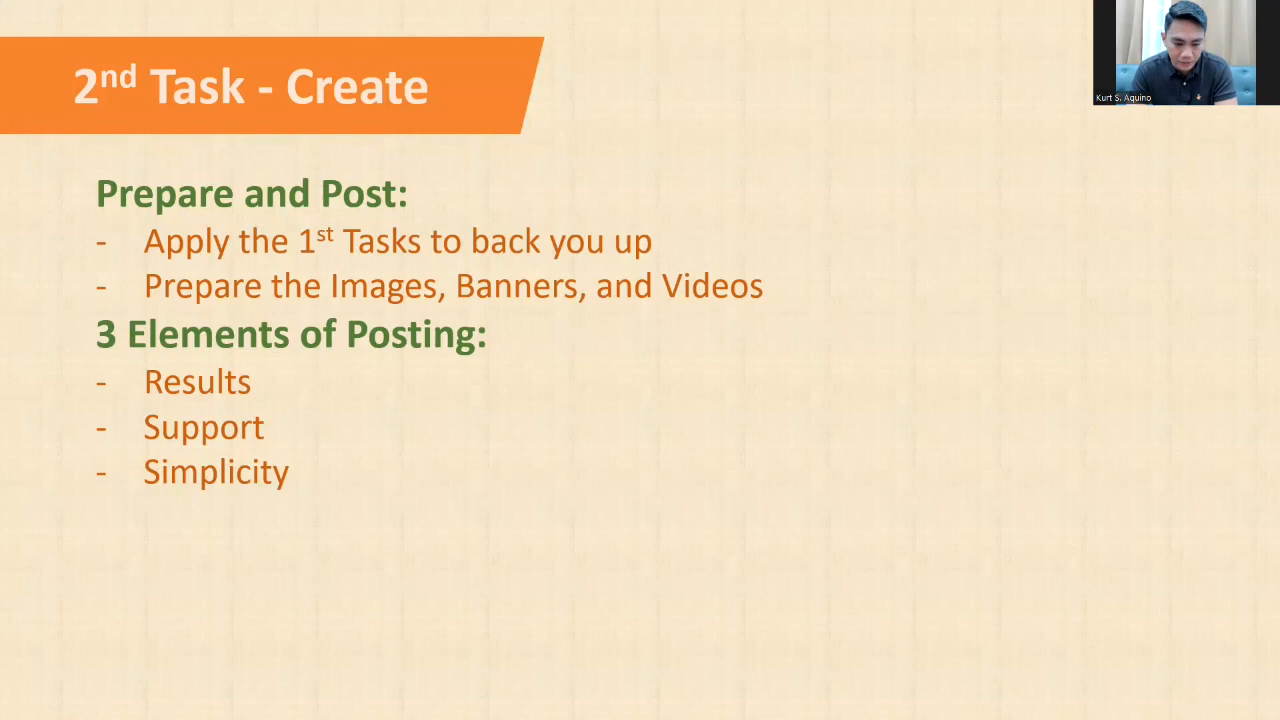 2nd Task - Create
Kurt S. Aquino
Prepare and Post:
- Apply the 1st Tasks to back you up
- Prepare the Images, Banners, and Videos
3 Elements of Posting:
- Results
- Support
- Simplicity